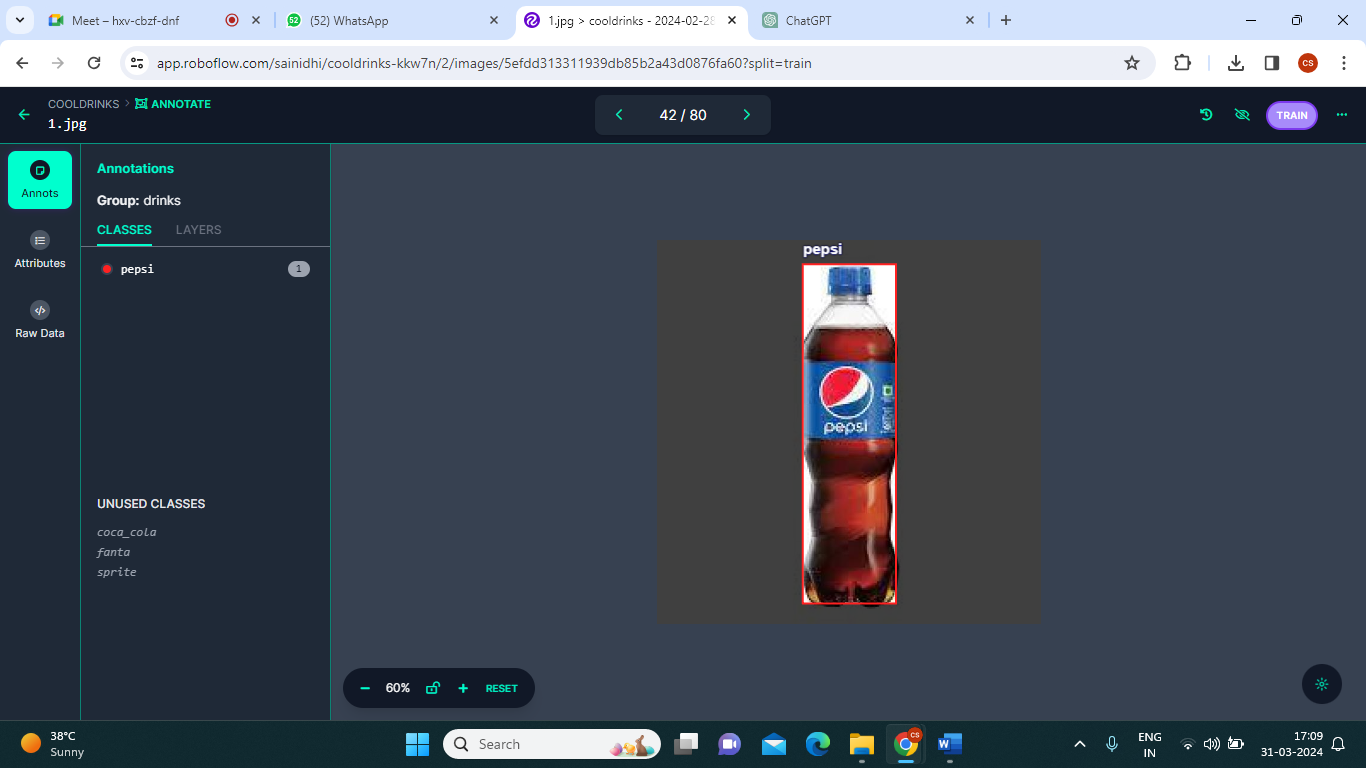 Meet – hxv-cbzf-dnf
52
(52) WhatsApp
1.jpg > cooldrinks - 2024-02-28
ChatGPT
app.roboflow.com/sainidhi/cooldrinks-kkw7n/2/images/5efdd313311939db85b2a43d0876fa60?split=train
CS
COOLDRINKS > ANNOTATE
1.jpg
42 / 80
TRAIN
Annots
Attributes
Raw Data
Annotations
Group: drinks
CLASSES LAYERS
pepsi 1
UNUSED CLASSES
coca_cola
fanta
sprite
pepsi
pepsi
60%
RESET
38°C
Sunny
Search
CS
ENG
IN
17:09
31-03-2024